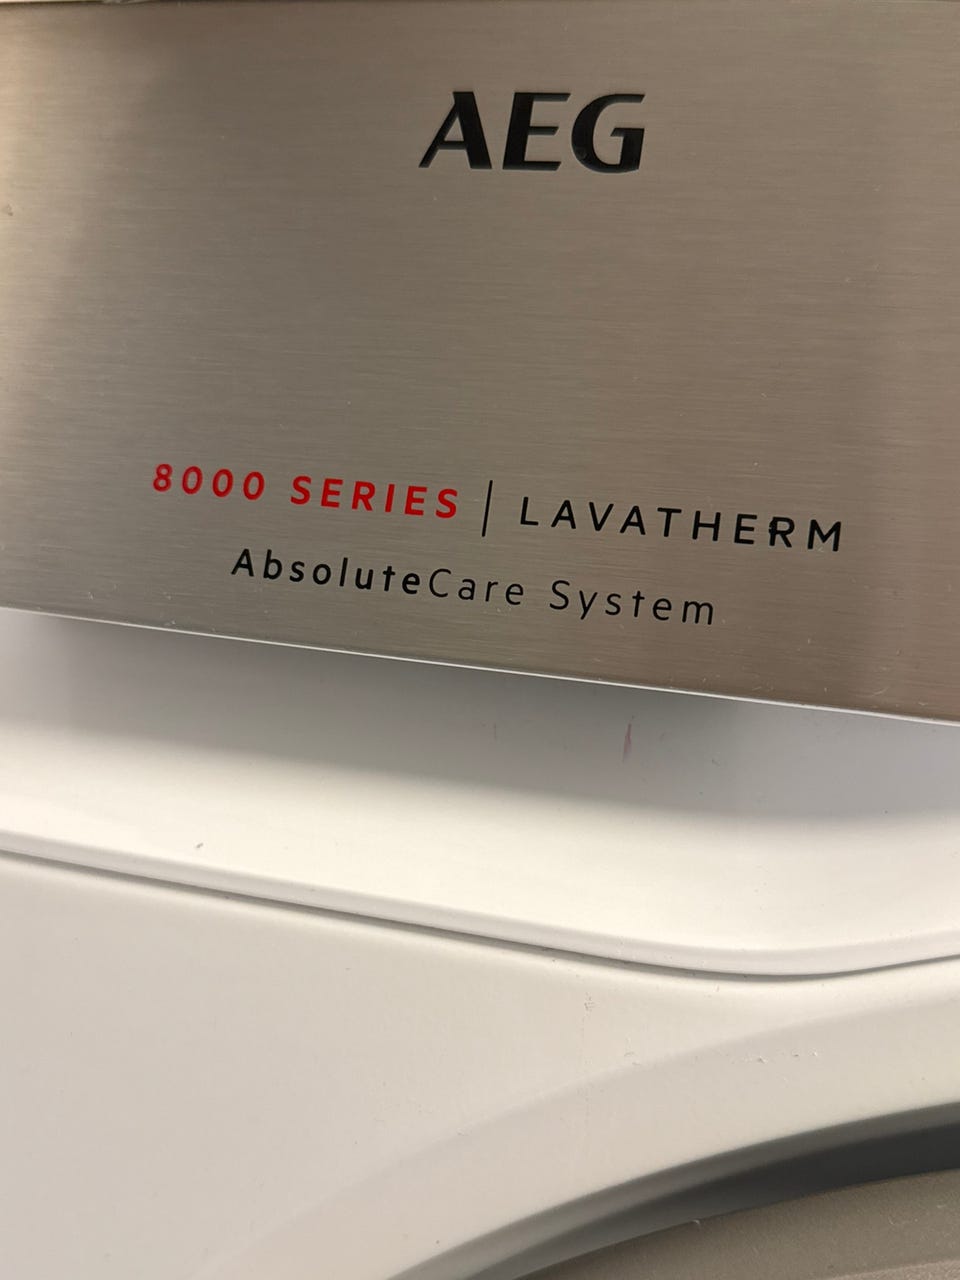 AEG
8000 SERIES | LAVATHERM
AbsoluteCare System